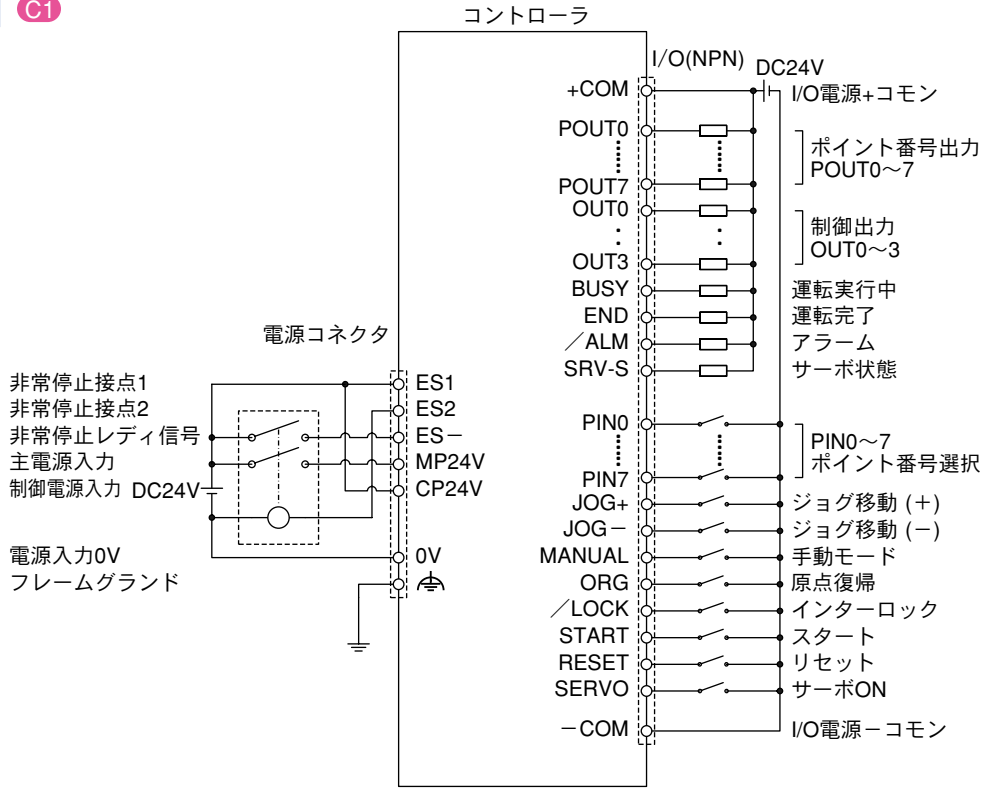 C1
コントローラ
I/O(NPN)
DC24V
+COM
I/O電源+コモン
POUT0
ポイント番号出力
POUT0～7
POUT7
OUT0
制御出力
OUT0～3
OUT3
BUSY
運転実行中
END
運転完了
／ALM
アラーム
SRV-S
サーボ状態
電源コネクタ
非常停止接点1
ES1
非常停止接点2
ES2
非常停止レディ信号
ES－
主電源入力
MP24V
制御電源入力
DC24V
CP24V
電源入力0V
0V
フレームグランド
PIN0
PIN0～7
ポイント番号選択
PIN7
JOG+
ジョグ移動 (＋)
JOG－
ジョグ移動 (－)
MANUAL
手動モード
ORG
原点復帰
／LOCK
インターロック
START
スタート
RESET
リセット
SERVO
サーボON
－COM
I/O電源－コモン